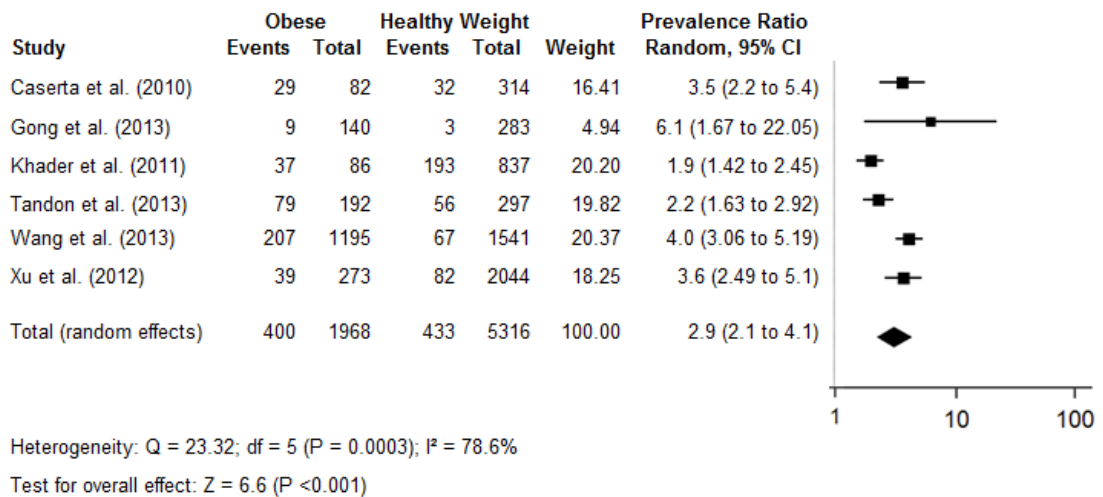 Obese Healthy Weight Prevalence Ratio
Study Events Total Events Total Weight Random, 95% CI
Caserta et al. (2010) 29 82 32 314 16.41 3.5 (2.2 to 5.4)
Gong et al. (2013) 9 140 3 283 4.94 6.1 (1.67 to 22.05)
Khader et al. (2011) 37 86 193 837 20.20 1.9 (1.42 to 2.45)
Tandon et al. (2013) 79 192 56 297 19.82 2.2 (1.63 to 2.92)
Wang et al. (2013) 207 1195 67 1541 20.37 4.0 (3.06 to 5.19)
Xu et al. (2012) 39 273 82 2044 18.25 3.6 (2.49 to 5.1)
Total (random effects) 400 1968 433 5316 100.00 2.9 (2.1 to 4.1)
1 10 100
Heterogeneity: Q = 23.32; df = 5 (P = 0.0003); I² = 78.6%
Test for overall effect: Z = 6.6 (P <0.001)